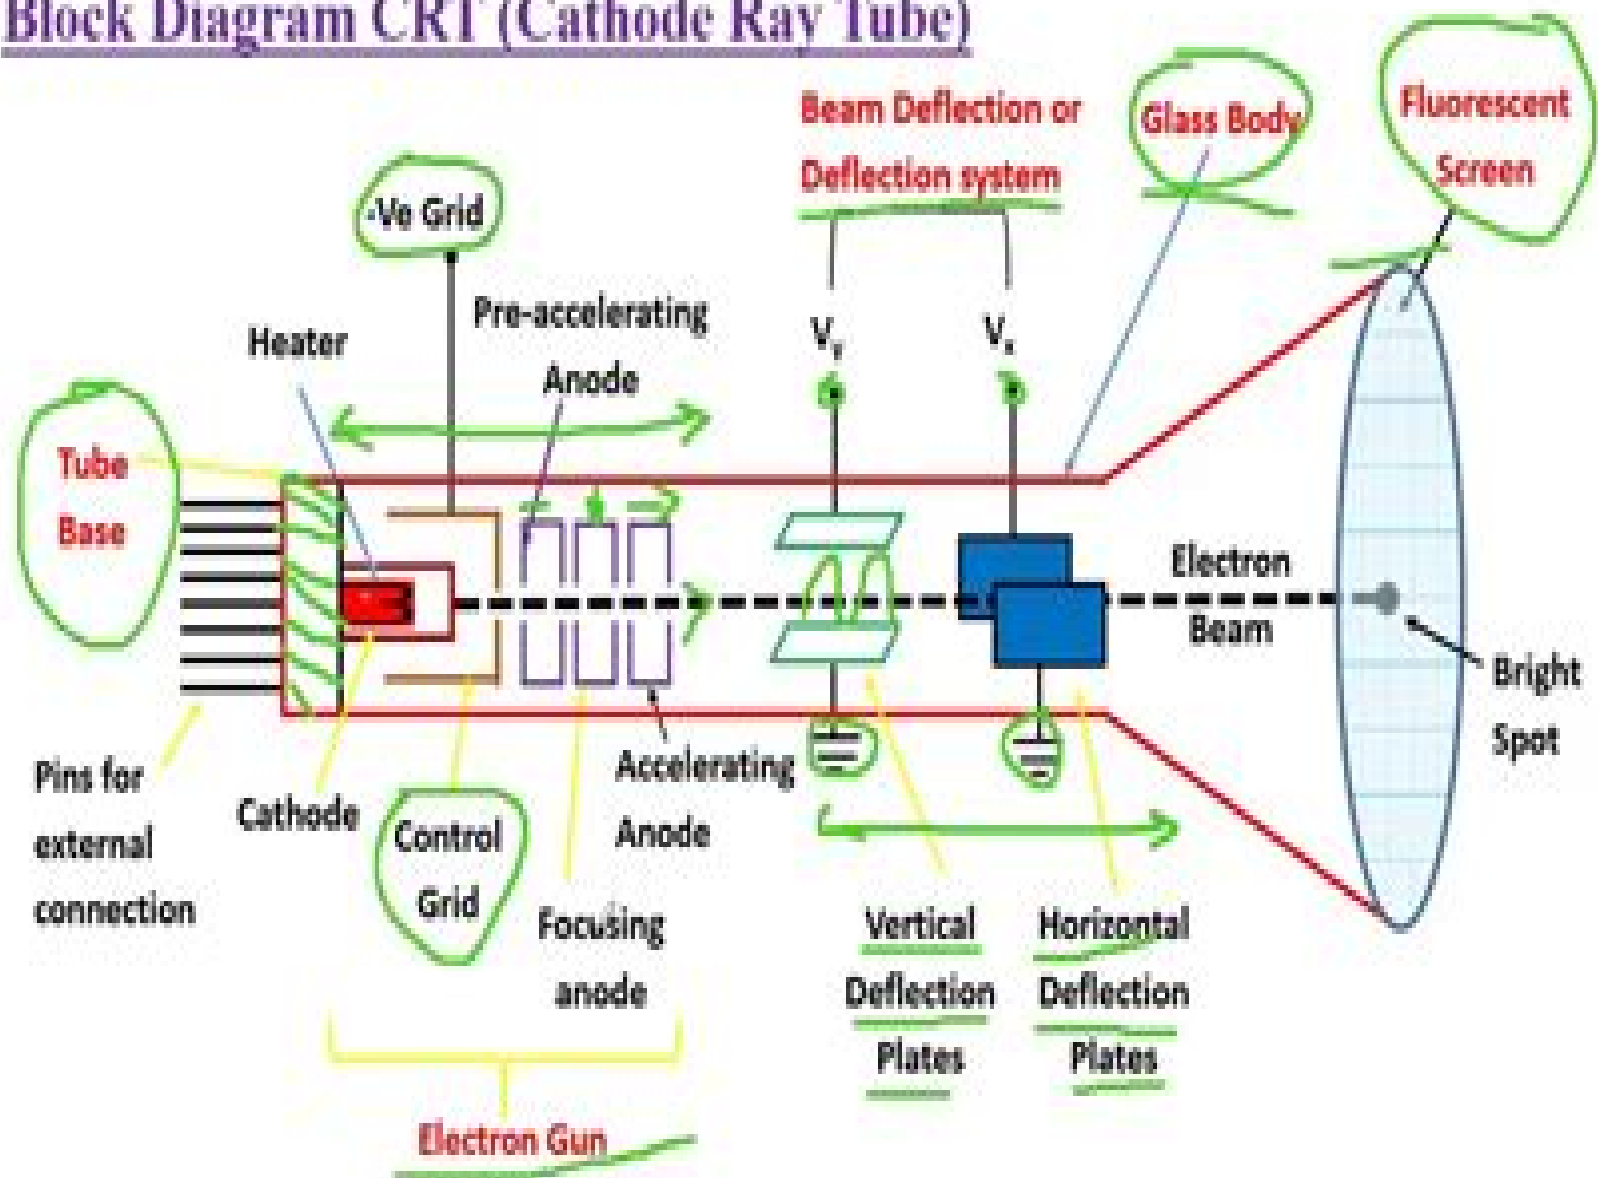 Block Diagram CRT (Cathode Ray Tube)
Beam Deflection or
Deflection system
Glass Body
Fluorescent
Screen
-Ve Grid
Pre-accelerating
Anode
Heater
Vy
Vx
Tube
Base
Electron
Beam
Bright
Spot
Pins for
external
connection
Cathode
Control
Grid
Focusing
anode
Accelerating
Anode
Vertical
Deflection
Plates
Horizontal
Deflection
Plates
Electron Gun